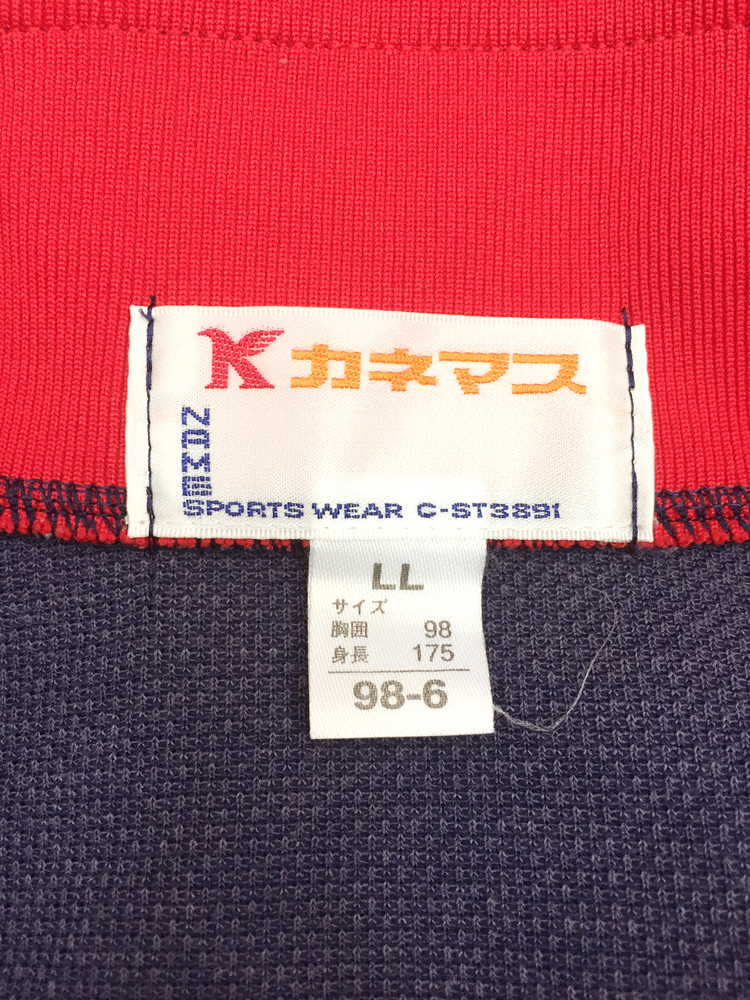 K カネマス
NAME
SPORTS WEAR C-ST3891
LL
サイズ
胸囲 98
身長 175
98-6